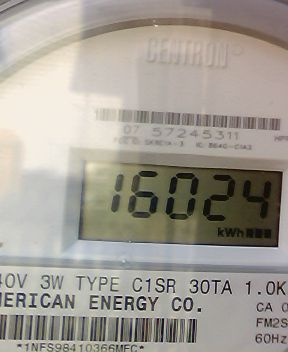 CENTRON
07 57245311
16024
kWh
40V 3W TYPE C1SR 30TA 1.0K
MERICAN ENERGY CO.
CA 0
FM2S
60Hz
*1NFS98410366MEC*